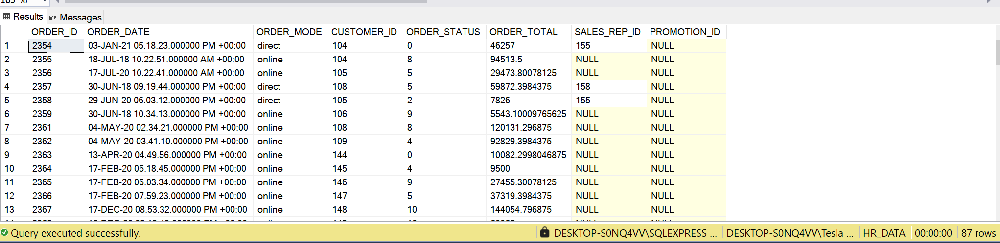 165 %
Results Messages
ORDER_ID ORDER_DATE ORDER_MODE CUSTOMER_ID ORDER_STATUS ORDER_TOTAL SALES_REP_ID PROMOTION_ID
1 2354 03-JAN-21 05.18.23.000000 PM +00:00 direct 104 0 46257 155 NULL
2 2355 18-JUL-18 10.22.51.000000 AM +00:00 online 104 8 94513.5 NULL NULL
3 2356 17-JUL-20 10.22.41.000000 AM +00:00 online 105 5 29473.80078125 NULL NULL
4 2357 30-JUN-18 09.19.44.000000 PM +00:00 direct 108 5 59872.3984375 158 NULL
5 2358 29-JUN-20 06.03.12.000000 PM +00:00 direct 105 2 7826 155 NULL
6 2359 30-JUN-18 10.34.13.000000 PM +00:00 online 106 9 5543.10009765625 NULL NULL
7 2361 04-MAY-20 02.34.21.000000 PM +00:00 online 108 8 120131.296875 NULL NULL
8 2362 04-MAY-20 03.41.10.000000 PM +00:00 online 109 4 92829.3984375 NULL NULL
9 2363 13-APR-20 04.49.56.000000 PM +00:00 online 144 0 10082.2998046875 NULL NULL
10 2364 17-FEB-20 05.18.45.000000 PM +00:00 online 145 4 9500 NULL NULL
11 2365 17-FEB-20 06.03.34.000000 PM +00:00 online 146 9 27455.30078125 NULL NULL
12 2366 17-FEB-20 07.59.23.000000 PM +00:00 online 147 5 37319.3984375 NULL NULL
13 2367 17-DEC-20 08.53.32.000000 PM +00:00 online 148 10 144054.796875 NULL NULL
Query executed successfully. DESKTOP-S0NQ4VV\SQLEXPRESS ... DESKTOP-S0NQ4VV\Tesla ... HR_DATA 00:00:00 87 rows